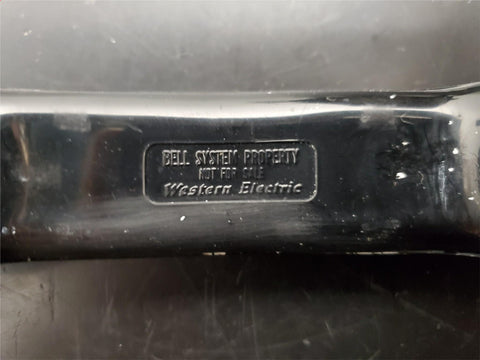 BELL SYSTEM PROPERTY
NOT FOR SALE
Western Electric